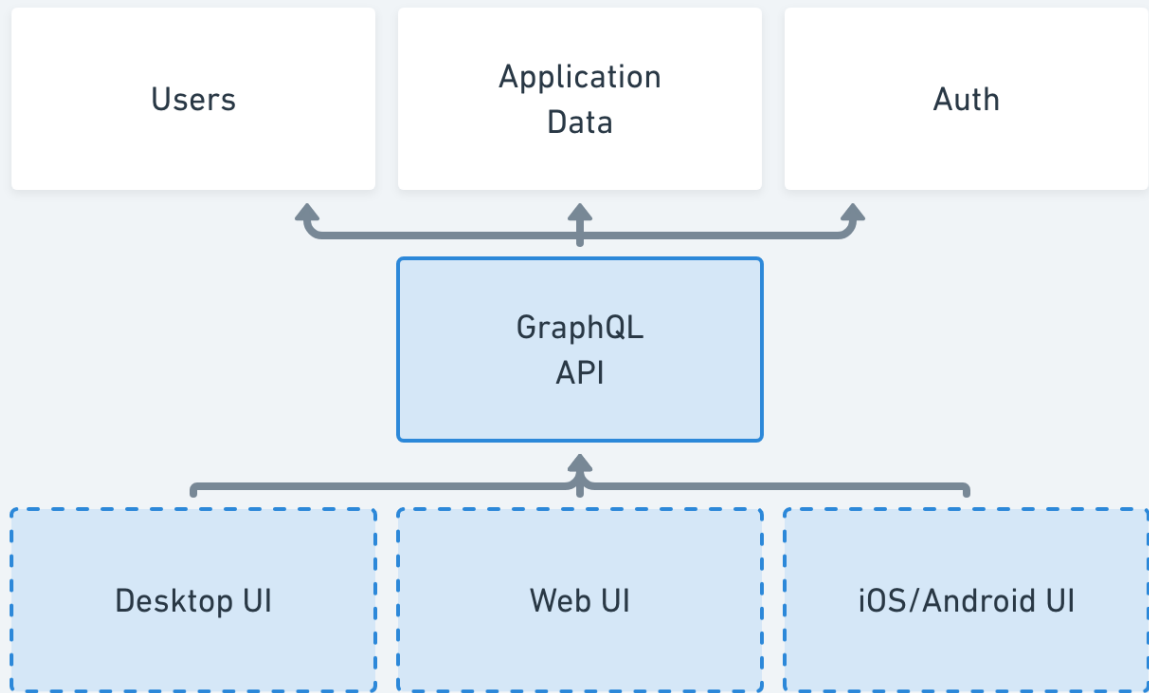 Users
Application
Data
Auth
GraphQL
API
Desktop UI
Web UI
iOS/Android UI